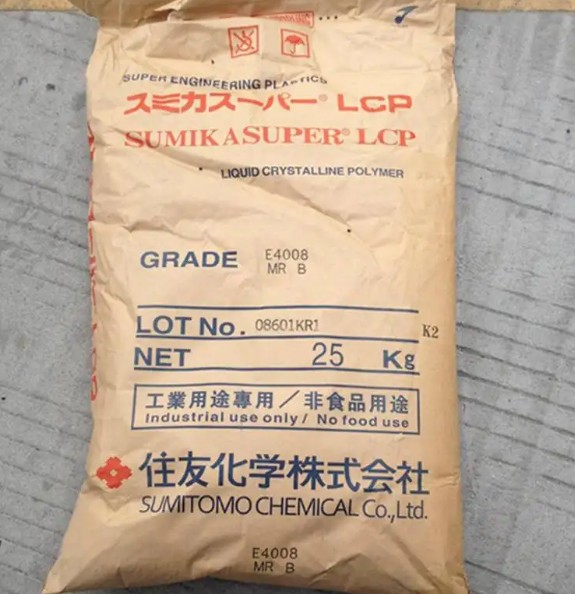 SUPER ENGINEERING PLASTICS
スミカスーパー® LCP
SUMIKASUPER® LCP
LIQUID CRYSTALLINE POLYMER
GRADE E4008
MR B
LOT No. 08601KR1 K2
NET 25 Kg
工業用途專用／非食品用途
Industrial use only / No food use
住友化学株式会社
SUMITOMO CHEMICAL Co.,Ltd.
E4008
MR B